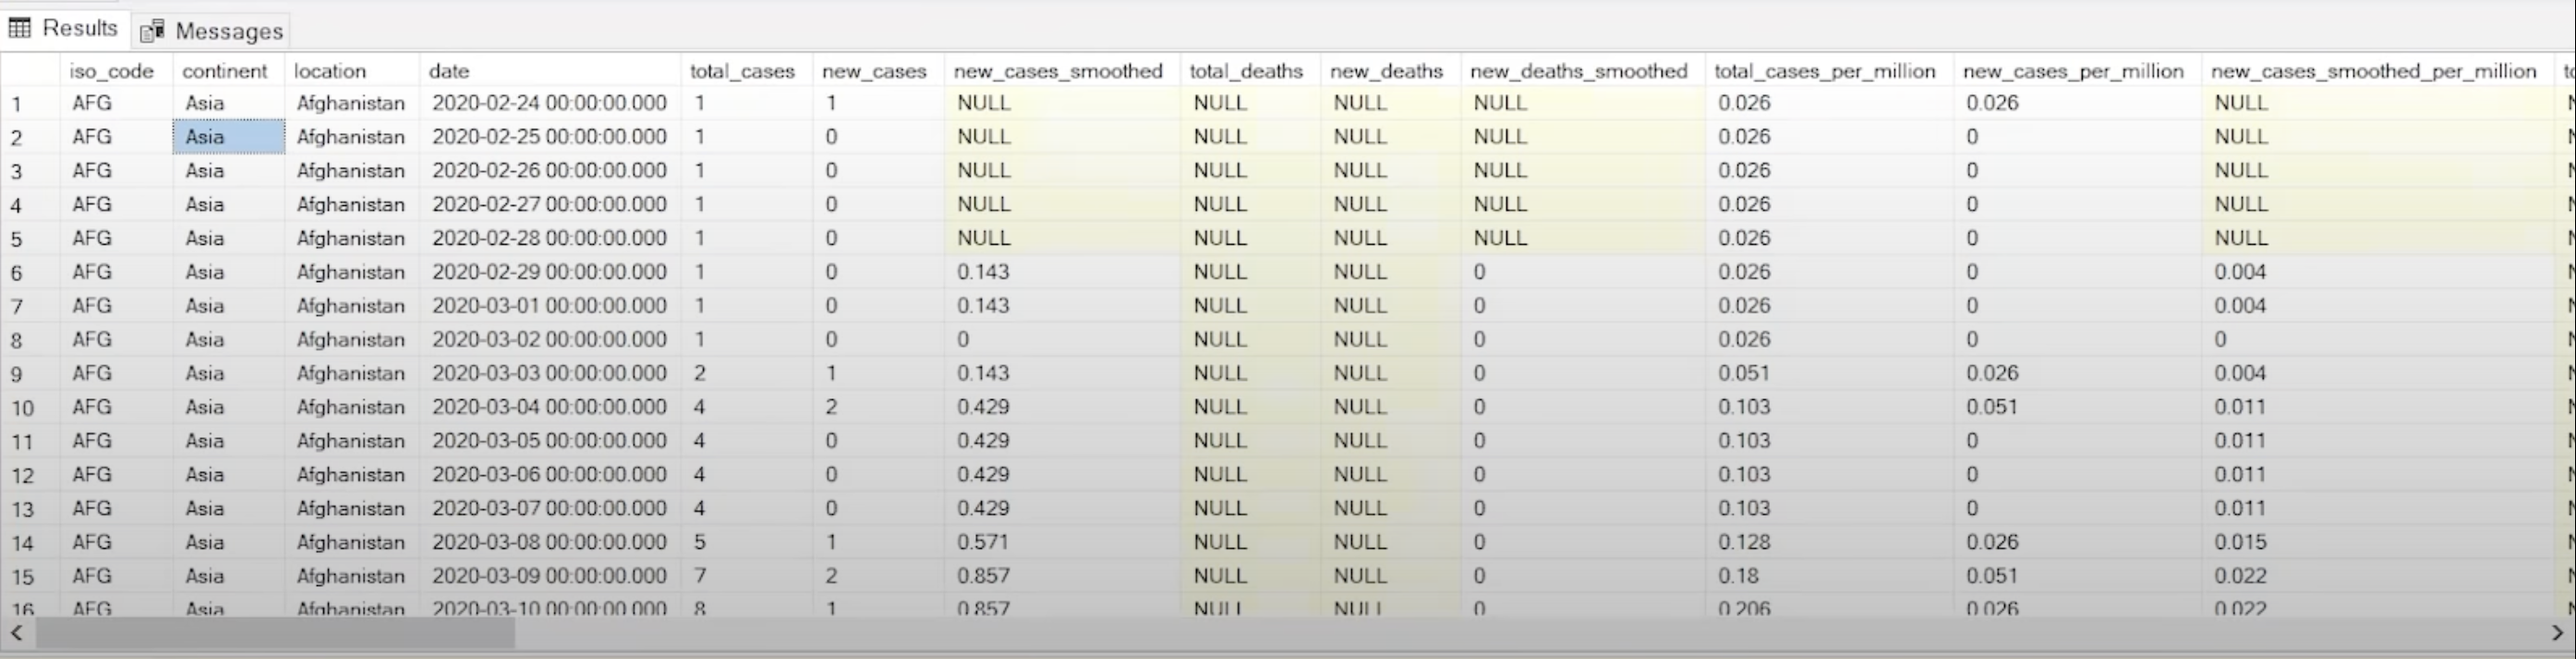 Results Messages
iso_code continent location date total_cases new_cases new_cases_smoothed total_deaths new_deaths new_deaths_smoothed total_cases_per_million new_cases_per_million new_cases_smoothed_per_million
1 AFG Asia Afghanistan 2020-02-24 00:00:00.000 1 1 NULL NULL NULL NULL 0.026 0.026 NULL
2 AFG Asia Afghanistan 2020-02-25 00:00:00.000 1 0 NULL NULL NULL NULL 0.026 0 NULL
3 AFG Asia Afghanistan 2020-02-26 00:00:00.000 1 0 NULL NULL NULL NULL 0.026 0 NULL
4 AFG Asia Afghanistan 2020-02-27 00:00:00.000 1 0 NULL NULL NULL NULL 0.026 0 NULL
5 AFG Asia Afghanistan 2020-02-28 00:00:00.000 1 0 NULL NULL NULL NULL 0.026 0 NULL
6 AFG Asia Afghanistan 2020-02-29 00:00:00.000 1 0 0.143 NULL NULL 0 0.026 0 0.004
7 AFG Asia Afghanistan 2020-03-01 00:00:00.000 1 0 0.143 NULL NULL 0 0.026 0 0.004
8 AFG Asia Afghanistan 2020-03-02 00:00:00.000 1 0 0 NULL NULL 0 0.026 0 0
9 AFG Asia Afghanistan 2020-03-03 00:00:00.000 2 1 0.143 NULL NULL 0 0.051 0.026 0.004
10 AFG Asia Afghanistan 2020-03-04 00:00:00.000 4 2 0.429 NULL NULL 0 0.103 0.051 0.011
11 AFG Asia Afghanistan 2020-03-05 00:00:00.000 4 0 0.429 NULL NULL 0 0.103 0 0.011
12 AFG Asia Afghanistan 2020-03-06 00:00:00.000 4 0 0.429 NULL NULL 0 0.103 0 0.011
13 AFG Asia Afghanistan 2020-03-07 00:00:00.000 4 0 0.429 NULL NULL 0 0.103 0 0.011
14 AFG Asia Afghanistan 2020-03-08 00:00:00.000 5 1 0.571 NULL NULL 0 0.128 0.026 0.015
15 AFG Asia Afghanistan 2020-03-09 00:00:00.000 7 2 0.857 NULL NULL 0 0.18 0.051 0.022
16 AFG Asia Afghanistan 2020-03-10 00:00:00.000 8 1 0.857 NULL NULL 0 0.206 0.026 0.022